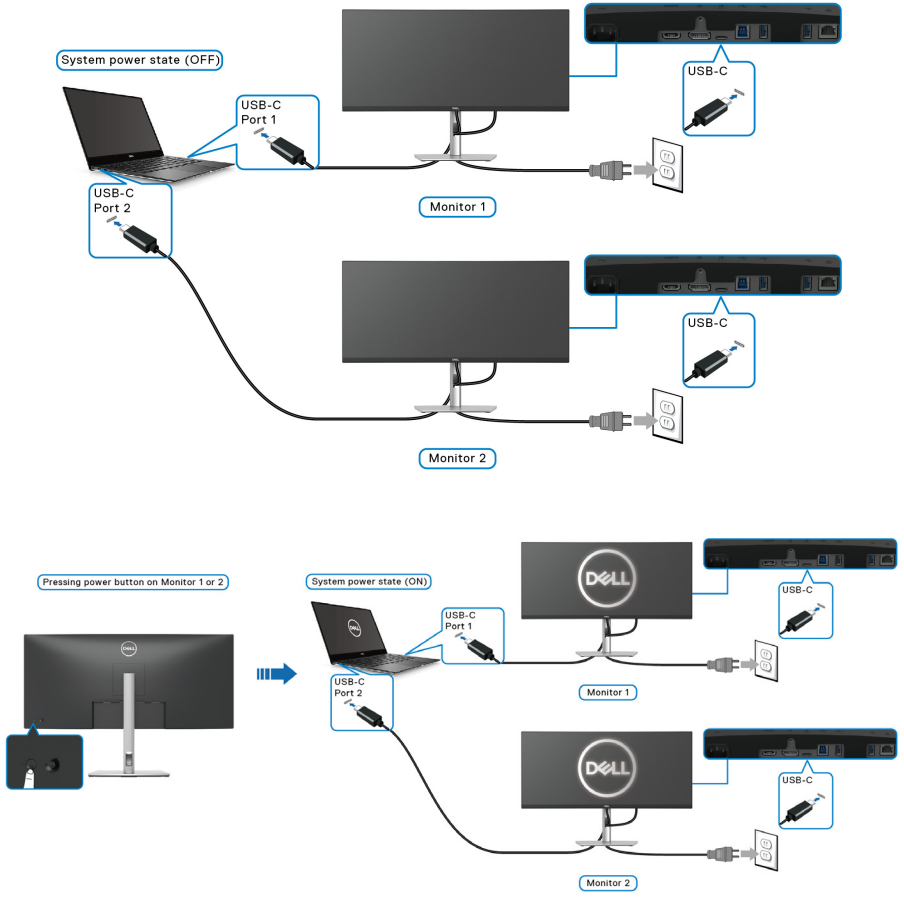 System power state (OFF)
USB-C
USB-C
Port 1
Monitor 1
USB-C
Port 2
USB-C
Monitor 2
Pressing power button on Monitor 1 or 2
System power state (ON)
DELL
USB-C
USB-C
Port 1
DELL
DELL
Monitor 1
USB-C
Port 2
DELL
USB-C
Monitor 2